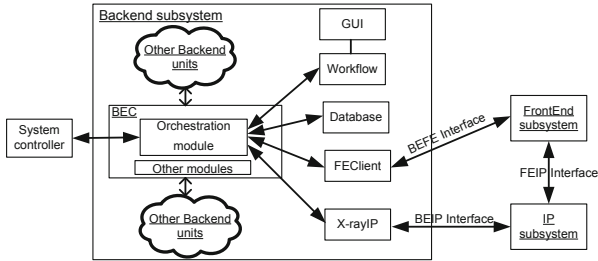 Backend subsystem
GUI
Other Backend
units
Workflow
BEC
Database
FrontEnd
subsystem
System
controller
Orchestration
module
BEFE Interface
Other modules
FEClient
FEIP Interface
Other Backend
units
X-rayIP
BEIP Interface
IP
subsystem